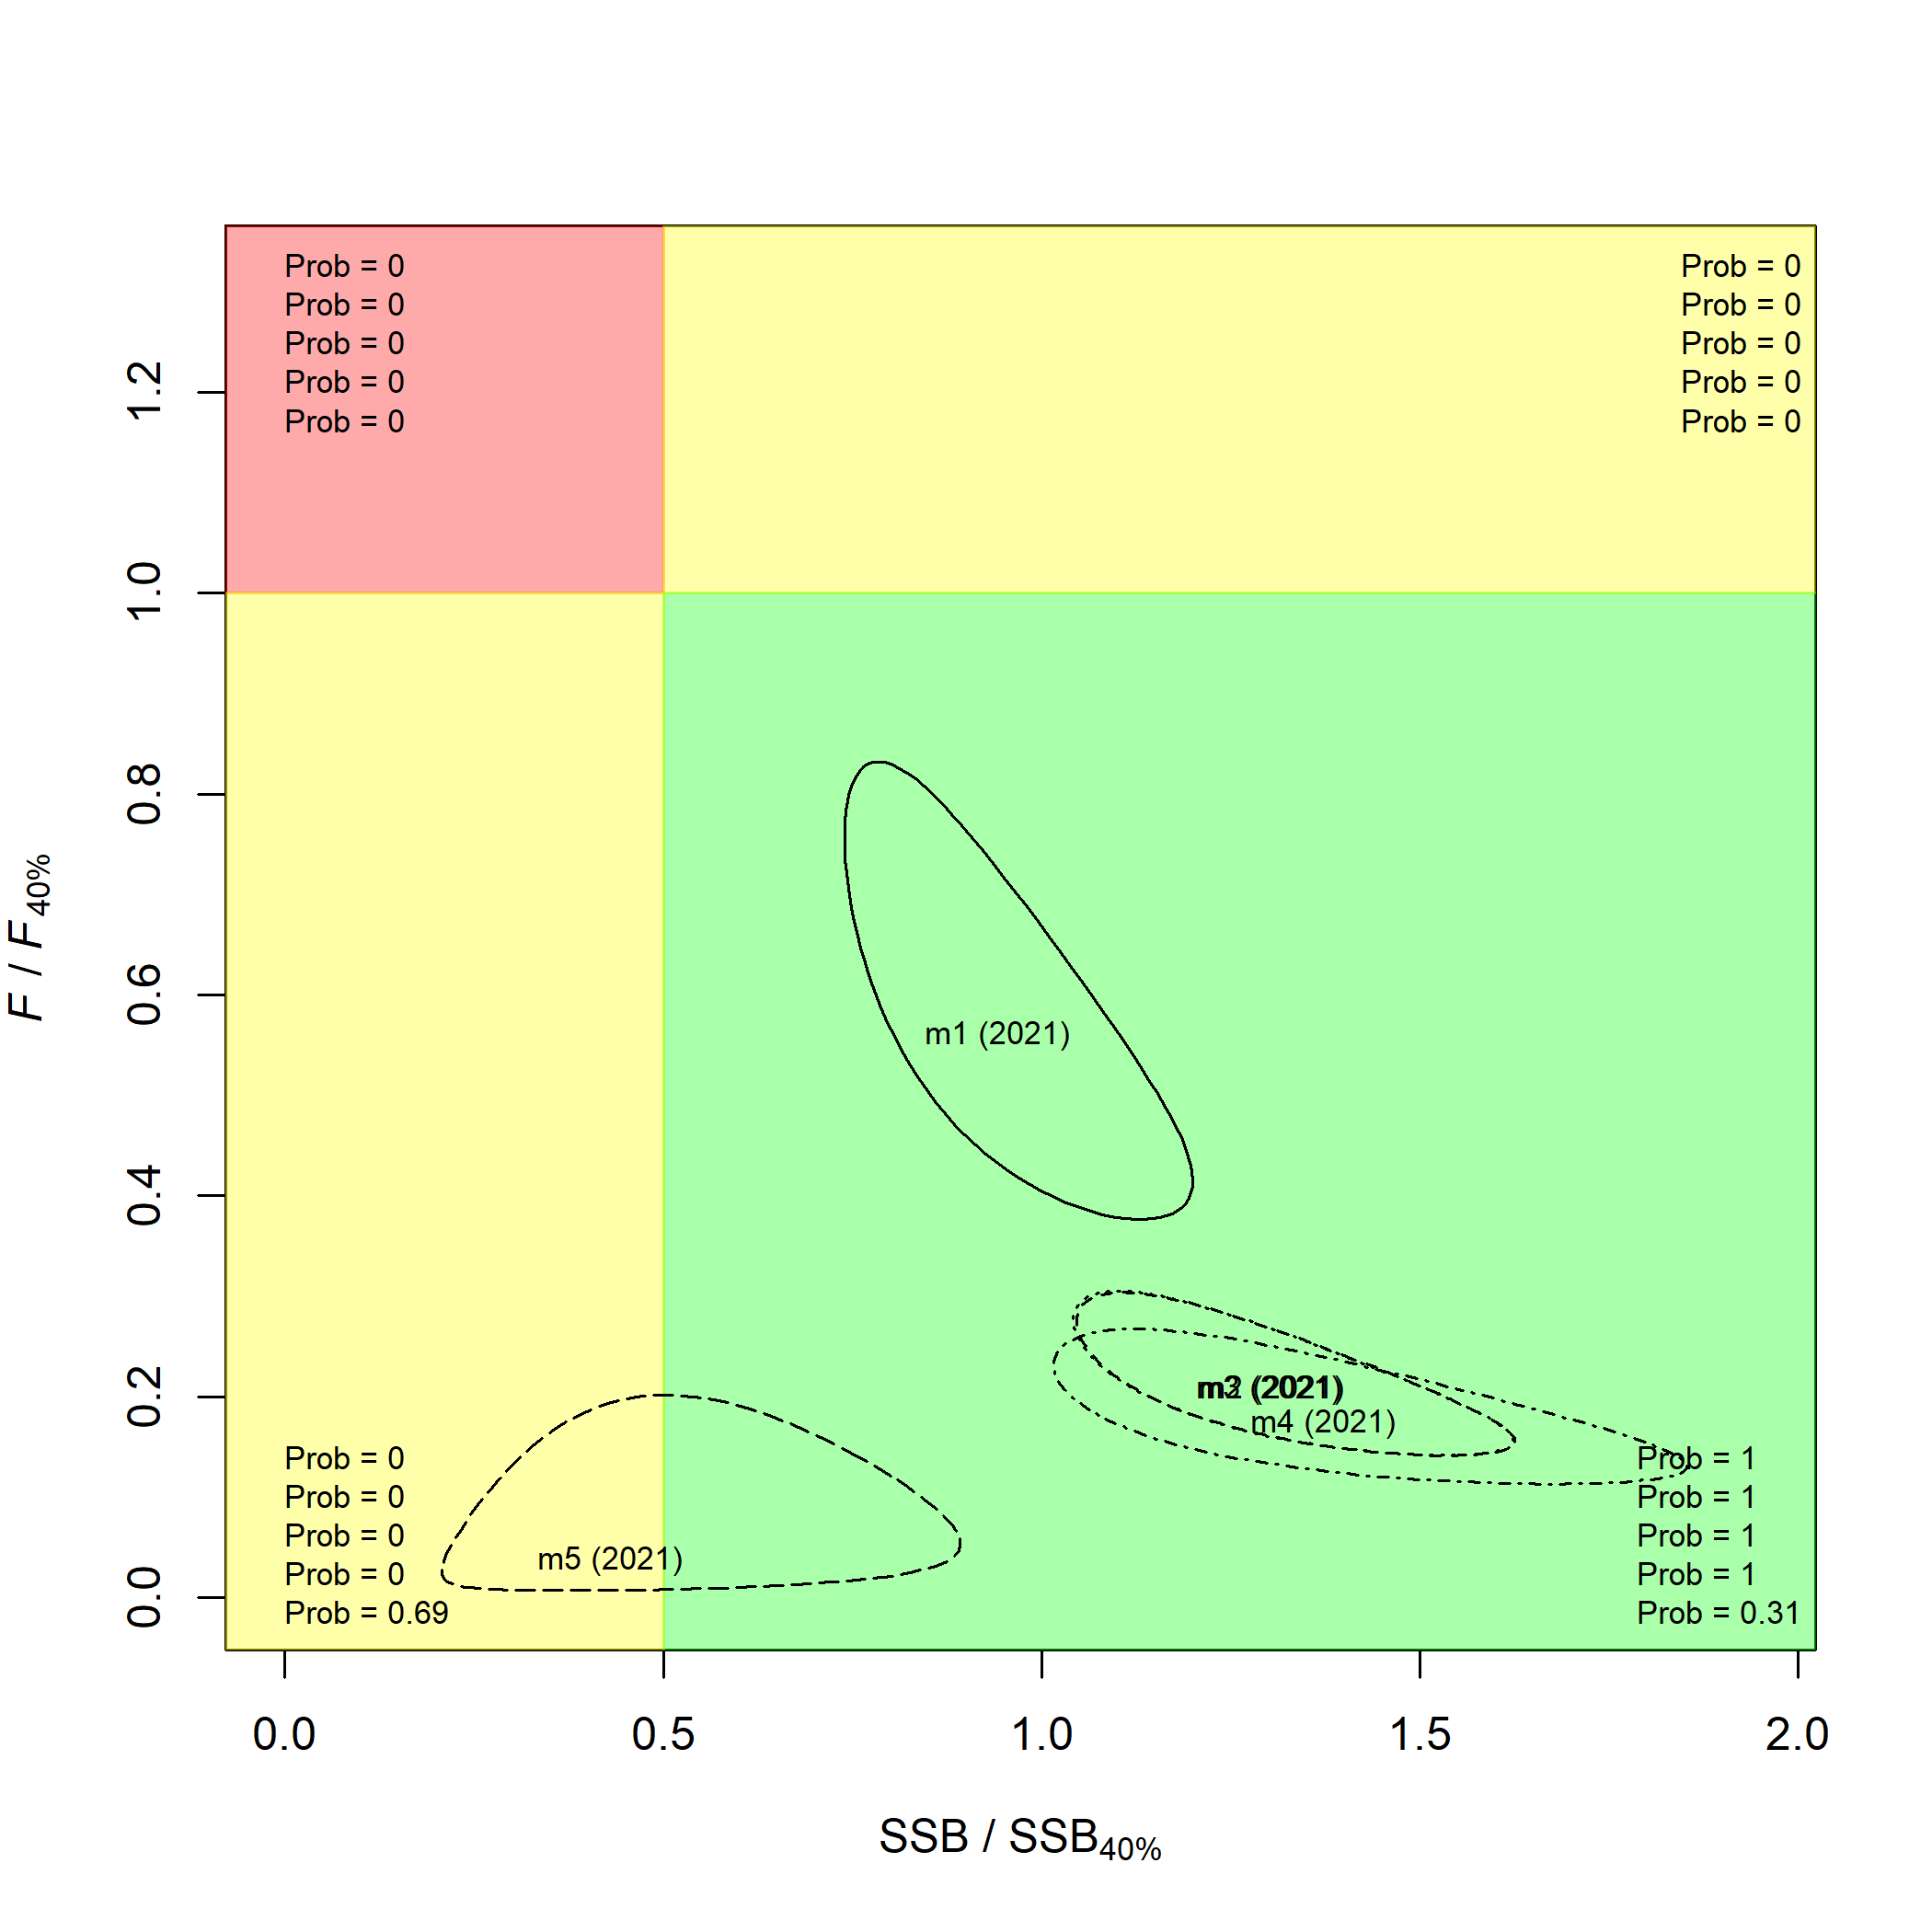 Prob = 0
Prob = 0
Prob = 0
Prob = 0
Prob = 0
Prob = 0
Prob = 0
Prob = 0
Prob = 0
Prob = 0
1.2
1.0
0.8
0.6
0.4
0.2
0.0
F / F40%
m1 (2021)
(2021)
m4 (2021)
m5 (2021)
Prob = 0
Prob = 0
Prob = 0
Prob = 0
Prob = 0.69
Prob = 1
Prob = 1
Prob = 1
Prob = 1
Prob = 0.31
0.0 0.5 1.0 1.5 2.0
SSB / SSB40%